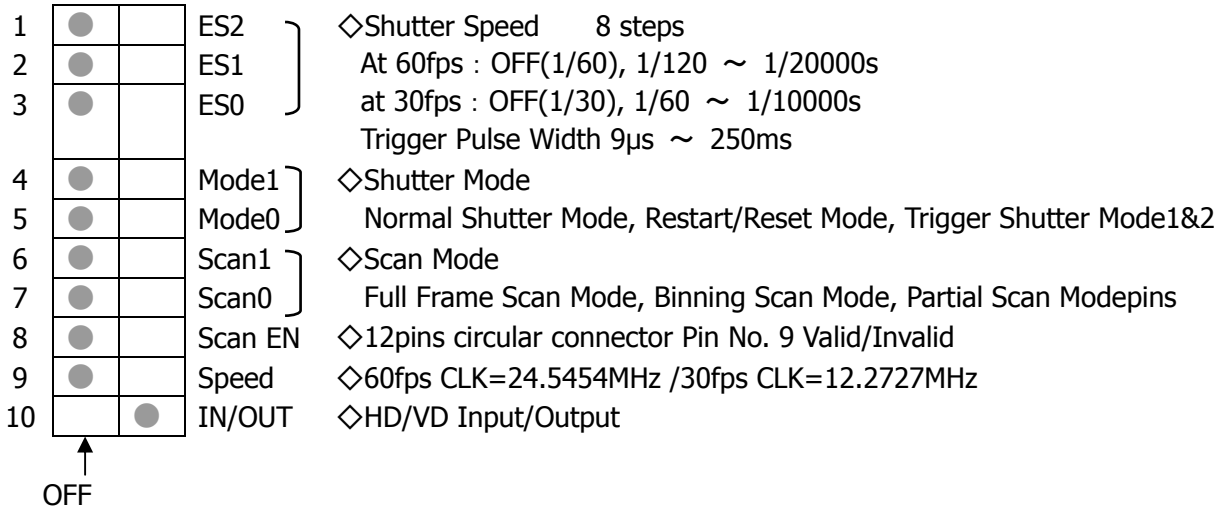 1 ES2 ◇Shutter Speed 8 steps
2 ES1 At 60fps：OFF(1/60), 1/120 ～ 1/20000s
3 ES0 at 30fps：OFF(1/30), 1/60 ～ 1/10000s
Trigger Pulse Width 9μs ～ 250ms
4 Mode1 ◇Shutter Mode
5 Mode0 Normal Shutter Mode, Restart/Reset Mode, Trigger Shutter Mode1&2
6 Scan1 ◇Scan Mode
7 Scan0 Full Frame Scan Mode, Binning Scan Mode, Partial Scan Modepins
8 Scan EN ◇12pins circular connector Pin No. 9 Valid/Invalid
9 Speed ◇60fps CLK=24.5454MHz /30fps CLK=12.2727MHz
10 IN/OUT ◇HD/VD Input/Output
OFF